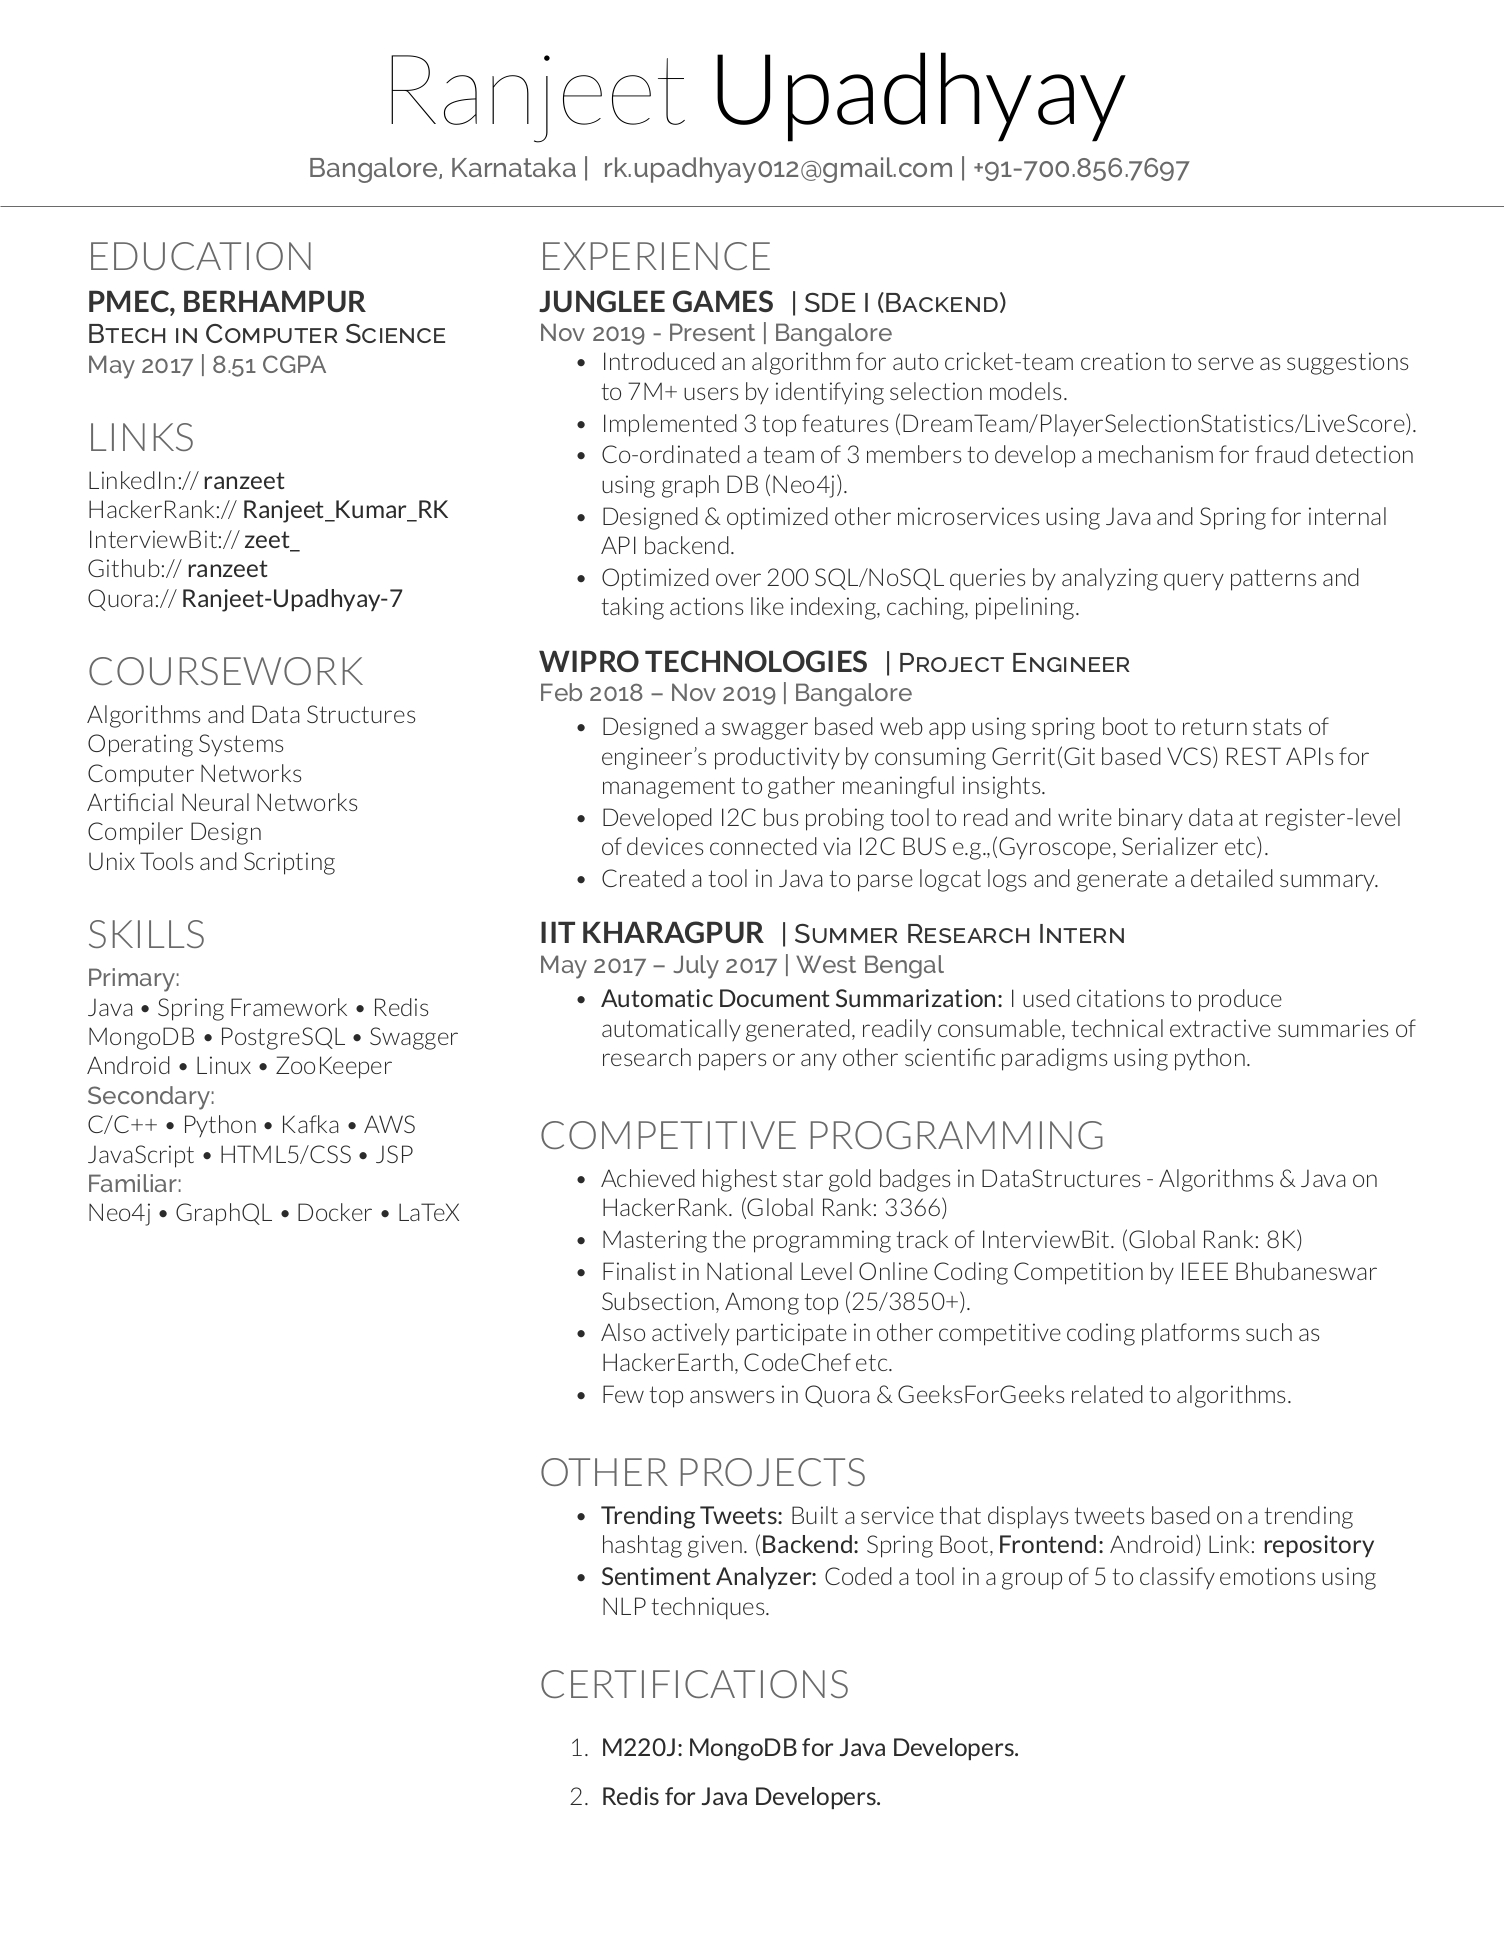 Ranjeet Upadhyay
Bangalore, Karnataka | rk.upadhyay012@gmail.com | +91-700.856.7697
EDUCATION
PMEC, BERHAMPUR
BTECH IN COMPUTER SCIENCE
May 2017 | 8.51 CGPA
LINKS
LinkedIn:// ranzeet
HackerRank:// Ranjeet_Kumar_RK
InterviewBit:// zeet_
Github:// ranzeet
Quora:// Ranjeet-Upadhyay-7
COURSEWORK
Algorithms and Data Structures
Operating Systems
Computer Networks
Artificial Neural Networks
Compiler Design
Unix Tools and Scripting
SKILLS
Primary:
Java • Spring Framework • Redis
MongoDB • PostgreSQL • Swagger
Android • Linux • ZooKeeper
Secondary:
C/C++ • Python • Kafka • AWS
JavaScript • HTML5/CSS • JSP
Familiar:
Neo4j • GraphQL • Docker • LaTeX
EXPERIENCE
JUNGLEE GAMES | SDE I (BACKEND)
Nov 2019 - Present | Bangalore
• Introduced an algorithm for auto cricket-team creation to serve as suggestions
to 7M+ users by identifying selection models.
• Implemented 3 top features (DreamTeam/PlayerSelectionStatistics/LiveScore).
• Co-ordinated a team of 3 members to develop a mechanism for fraud detection
using graph DB (Neo4j).
• Designed & optimized other microservices using Java and Spring for internal
API backend.
• Optimized over 200 SQL/NoSQL queries by analyzing query patterns and
taking actions like indexing, caching, pipelining.
WIPRO TECHNOLOGIES | PROJECT ENGINEER
Feb 2018 – Nov 2019 | Bangalore
• Designed a swagger based web app using spring boot to return stats of
engineer’s productivity by consuming Gerrit(Git based VCS) REST APIs for
management to gather meaningful insights.
• Developed I2C bus probing tool to read and write binary data at register-level
of devices connected via I2C BUS e.g.,(Gyroscope, Serializer etc).
• Created a tool in Java to parse logcat logs and generate a detailed summary.
IIT KHARAGPUR | SUMMER RESEARCH INTERN
May 2017 – July 2017 | West Bengal
• Automatic Document Summarization: I used citations to produce
automatically generated, readily consumable, technical extractive summaries of
research papers or any other scientific paradigms using python.
COMPETITIVE PROGRAMMING
• Achieved highest star gold badges in DataStructures - Algorithms & Java on
HackerRank. (Global Rank: 3366)
• Mastering the programming track of InterviewBit. (Global Rank: 8K)
• Finalist in National Level Online Coding Competition by IEEE Bhubaneswar
Subsection, Among top (25/3850+).
• Also actively participate in other competitive coding platforms such as
HackerEarth, CodeChef etc.
• Few top answers in Quora & GeeksForGeeks related to algorithms.
OTHER PROJECTS
• Trending Tweets: Built a service that displays tweets based on a trending
hashtag given. (Backend: Spring Boot, Frontend: Android) Link: repository
• Sentiment Analyzer: Coded a tool in a group of 5 to classify emotions using
NLP techniques.
CERTIFICATIONS
1. M220J: MongoDB for Java Developers.
2. Redis for Java Developers.